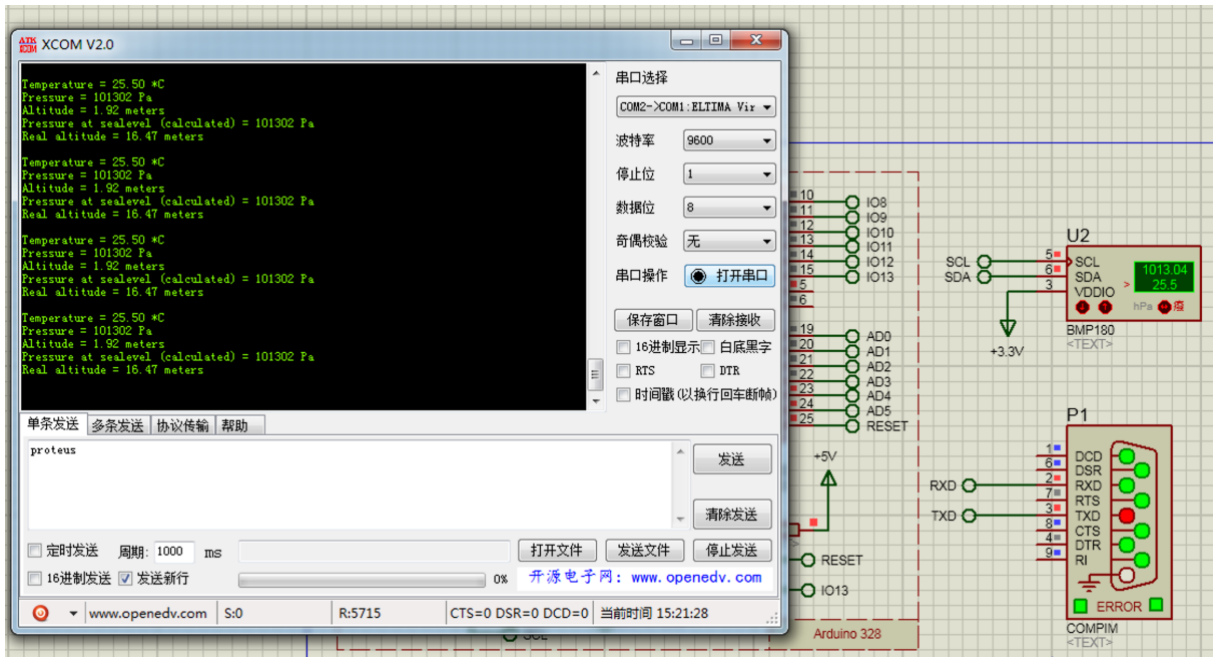 XCOM V2.0
Temperature = 25.50 *C
Pressure = 101302 Pa
Altitude = 1.92 meters
Pressure at sealevel (calculated) = 101302 Pa
Real altitude = 16.47 meters
Temperature = 25.50 *C
Pressure = 101302 Pa
Altitude = 1.92 meters
Pressure at sealevel (calculated) = 101302 Pa
Real altitude = 16.47 meters
Temperature = 25.50 *C
Pressure = 101302 Pa
Altitude = 1.92 meters
Pressure at sealevel (calculated) = 101302 Pa
Real altitude = 16.47 meters
Temperature = 25.50 *C
Pressure = 101302 Pa
Altitude = 1.92 meters
Pressure at sealevel (calculated) = 101302 Pa
Real altitude = 16.47 meters
串口选择
COM2->COM1:ELTIMA Vir
波特率 9600
停止位 1
数据位 8
奇偶校验 无
串口操作 打开串口
保存窗口 清除接收
16进制显示 白底黑字
RTS DTR
时间戳(以换行回车断帧)
单条发送 多条发送 协议传输 帮助
proteus
发送
清除发送
定时发送 周期: 1000 ms 打开文件 发送文件 停止发送
16进制发送 发送新行 0% 开源电子网: www.openedv.com
www.openedv.com S:0 R:5715 CTS=0 DSR=0 DCD=0 当前时间 15:21:28
10 IO8
11 IO9
12 IO10
13 IO11
14 IO12
15 IO13
5
6
19 AD0
20 AD1
21 AD2
22 AD3
23 AD4
24 AD5
25 RESET
+5V
RESET
IO13
Arduino 328
U2
SCL 5 SCL
SDA 6 SDA
3 VDDIO
1013.04
25.5
hPa
+3.3V
BMP180
<TEXT>
P1
1 DCD
6 DSR
RXD 2 RXD
7 RTS
TXD 3 TXD
8 CTS
4 DTR
9 RI
ERROR
COMPIM
<TEXT>